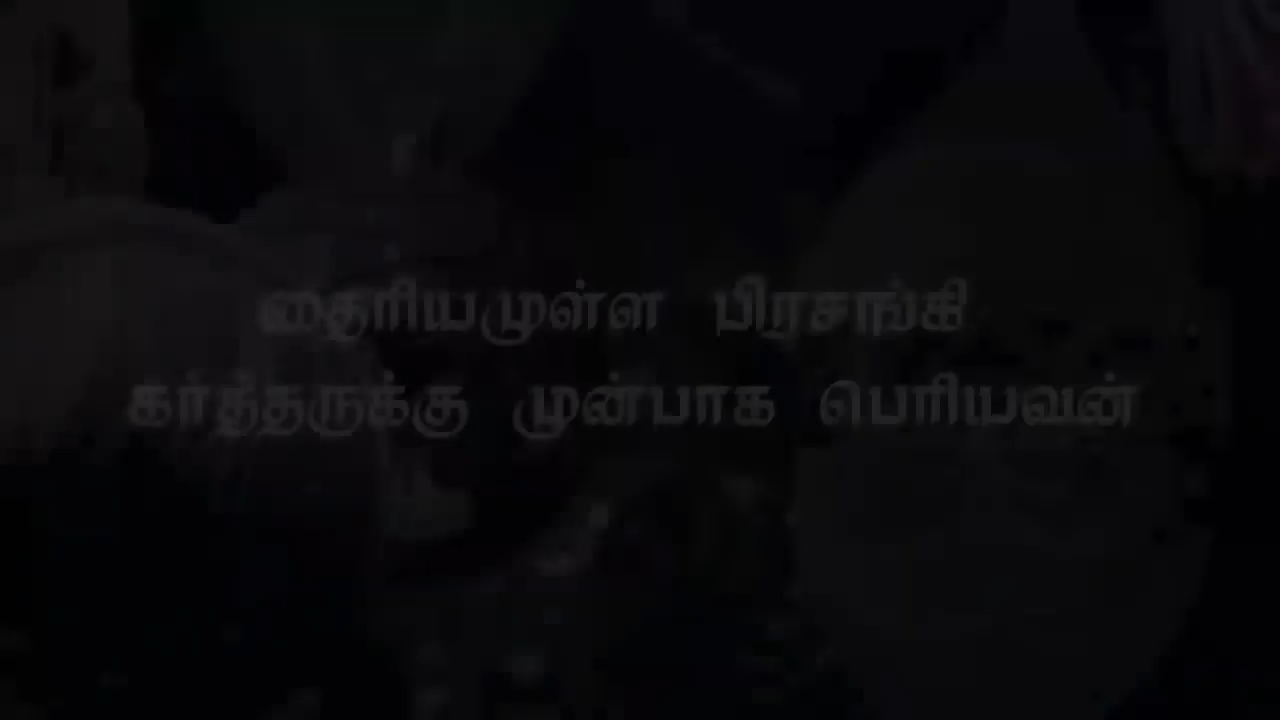 தைரியமுள்ள பிரசங்கி
கர்த்தருக்கு முன்பாக பெரியவன்